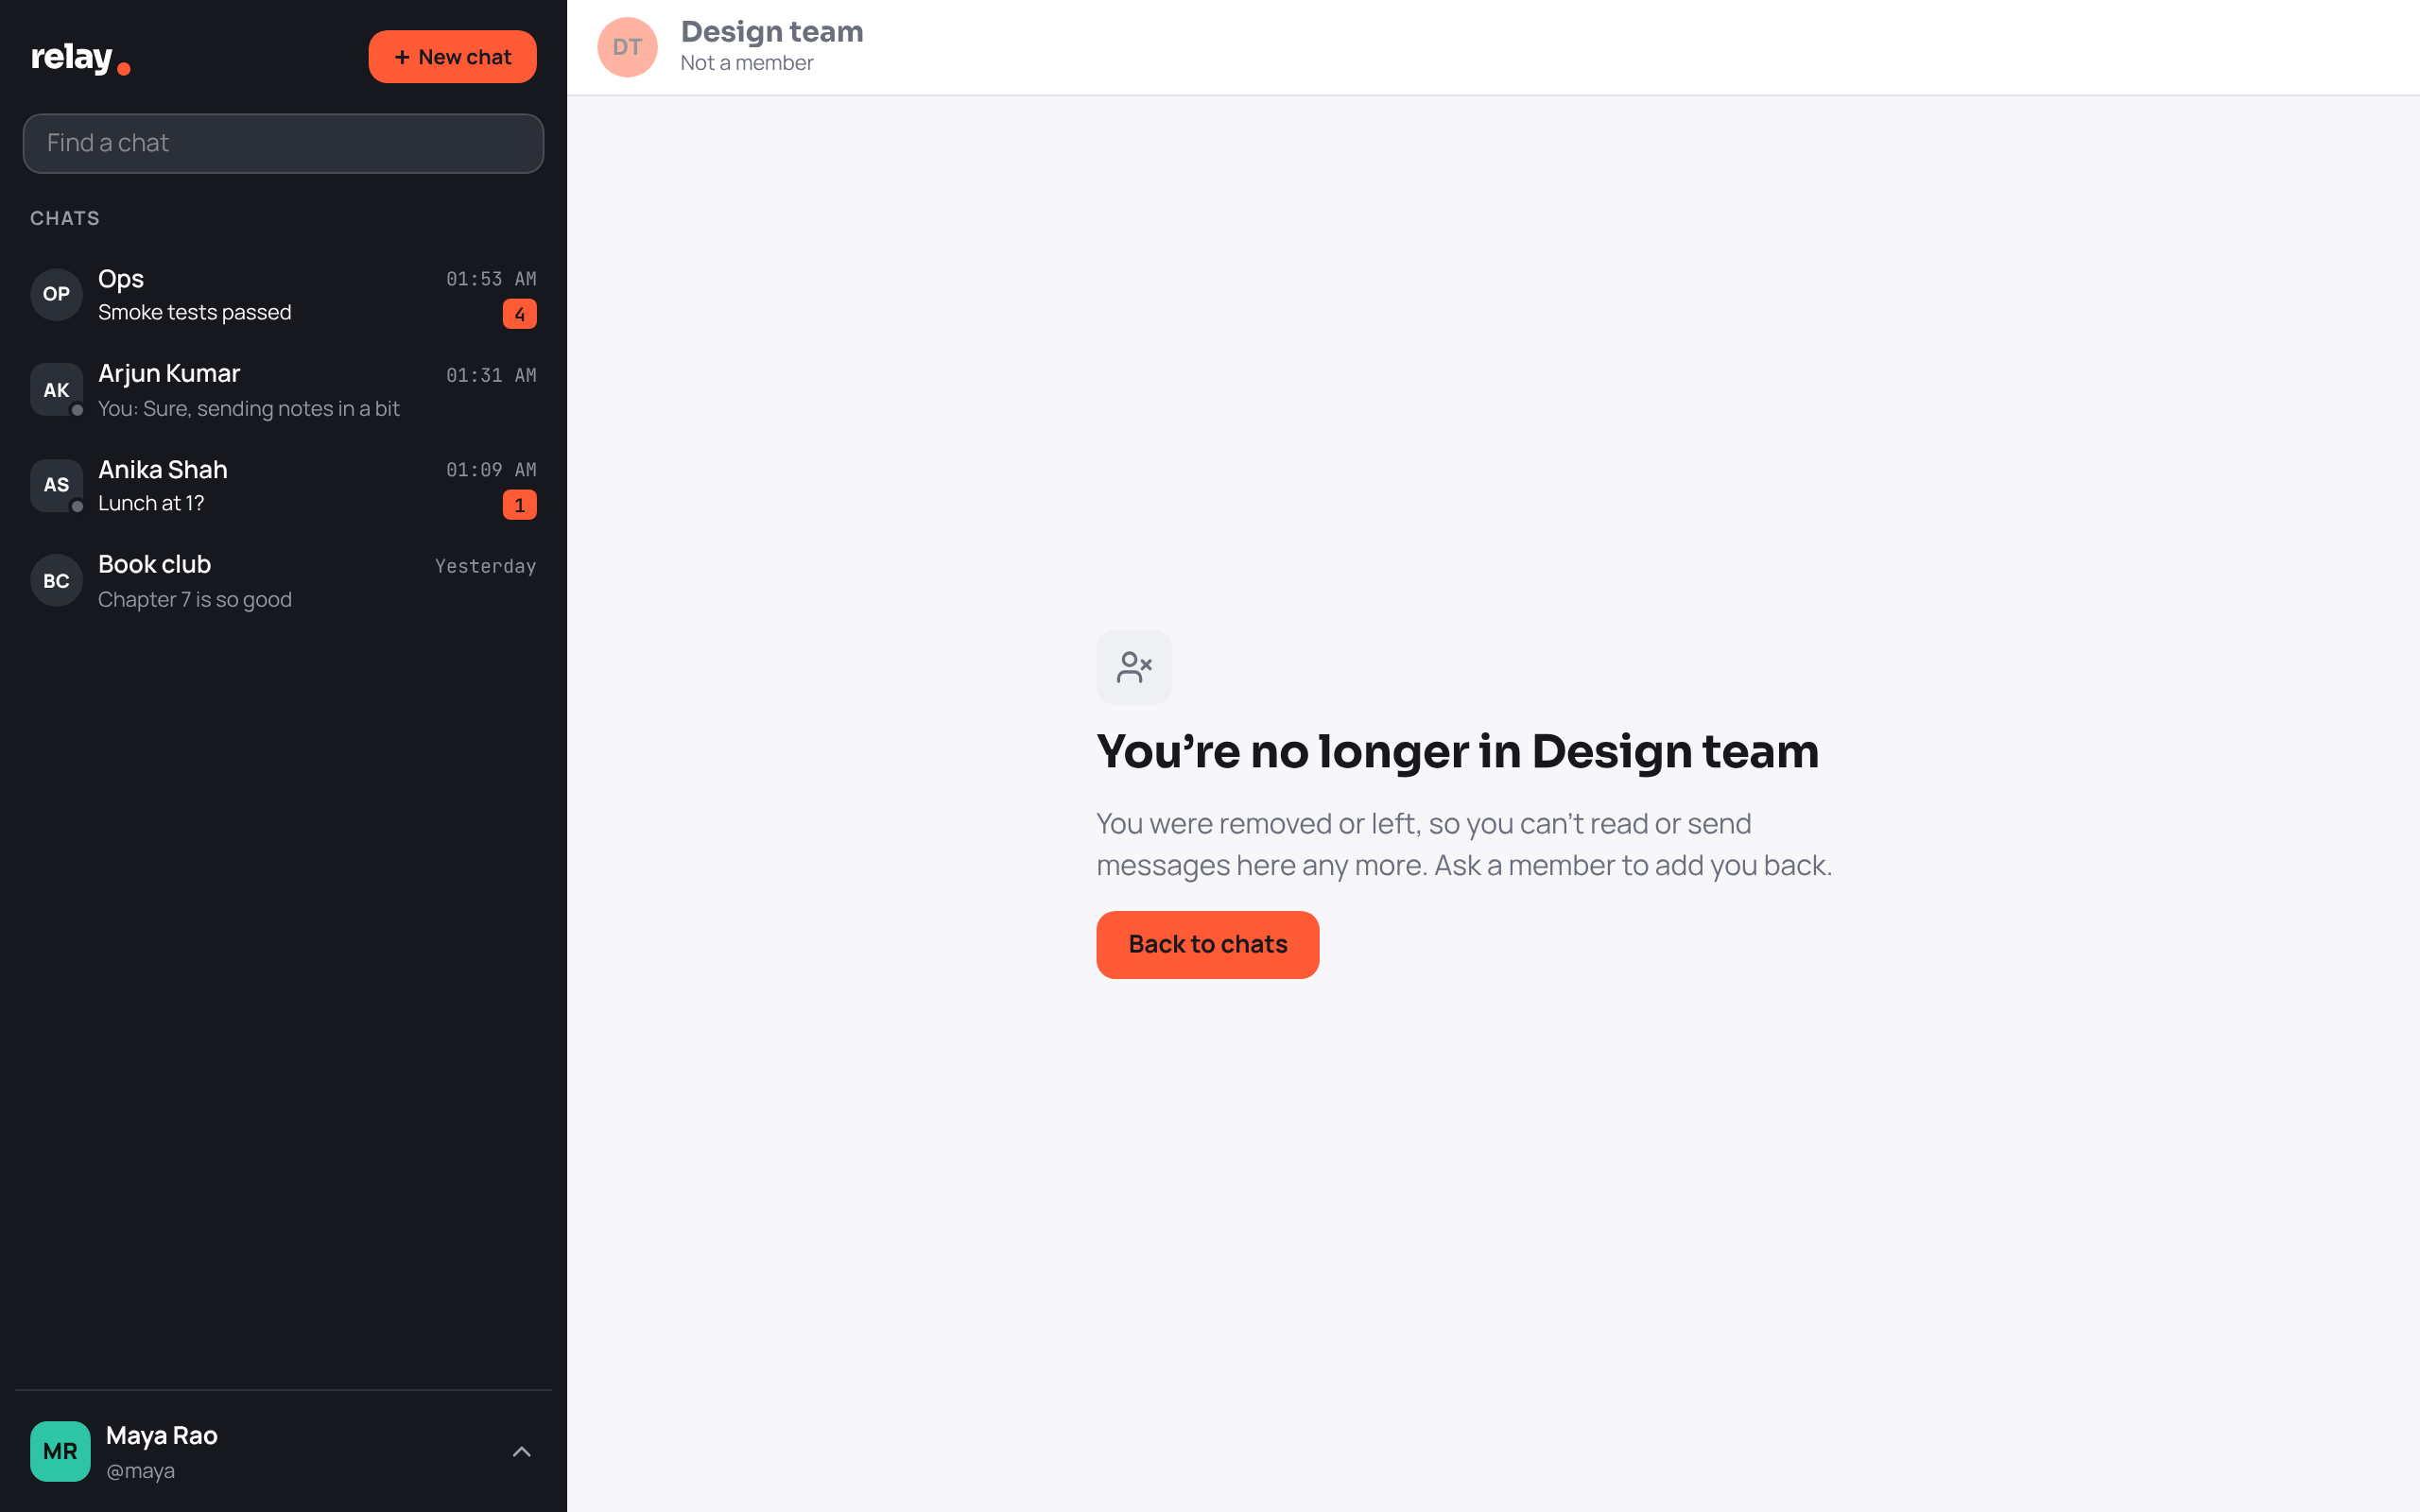 relay.
+ New chat
Find a chat
CHATS
OP
Ops
01:53 AM
Smoke tests passed
4
AK
Arjun Kumar
01:31 AM
You: Sure, sending notes in a bit
AS
Anika Shah
01:09 AM
Lunch at 1?
1
BC
Book club
Yesterday
Chapter 7 is so good
MR
Maya Rao
@maya
DT
Design team
Not a member
You’re no longer in Design team
You were removed or left, so you can’t read or send
messages here any more. Ask a member to add you back.
Back to chats